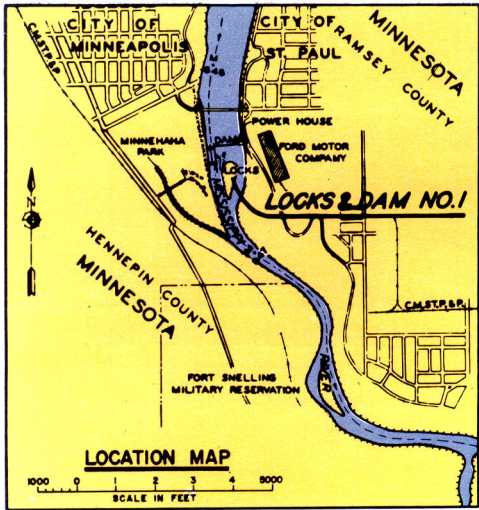 CITY OF
MINNEAPOLIS
CITY OF
ST. PAUL
MINNESOTA
RAMSEY COUNTY
C.M.ST.P.&P.
M
848
POWER HOUSE
DAM
FORD MOTOR
COMPANY
MINNEHAHA
PARK
LOCKS
LOCKS & DAM NO.1
MISSISSIPPI
HENNEPIN COUNTY
MINNESOTA
C.M.ST.P.&P.
RIVER
FORT SNELLING
MILITARY RESERVATION
LOCATION MAP
1000 0 1 2 3 4 5000
SCALE IN FEET